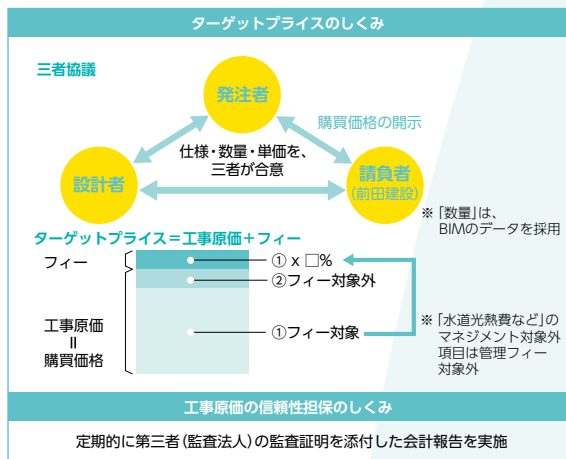 ターゲットプライスのしくみ
三者協議
発注者
購買価格の開示
仕様・数量・単価を、
三者が合意
設計者
請負者
(前田建設)
※「数量」は、
BIMのデータを採用
ターゲットプライス＝工事原価＋フィー
フィー
① x □%
②フィー対象外
工事原価
＝
購買価格
①フィー対象
※「水道光熱費など」の
マネジメント対象外
項目は管理フィー
対象外
工事原価の信頼性担保のしくみ
定期的に第三者(監査法人)の監査証明を添付した会計報告を実施